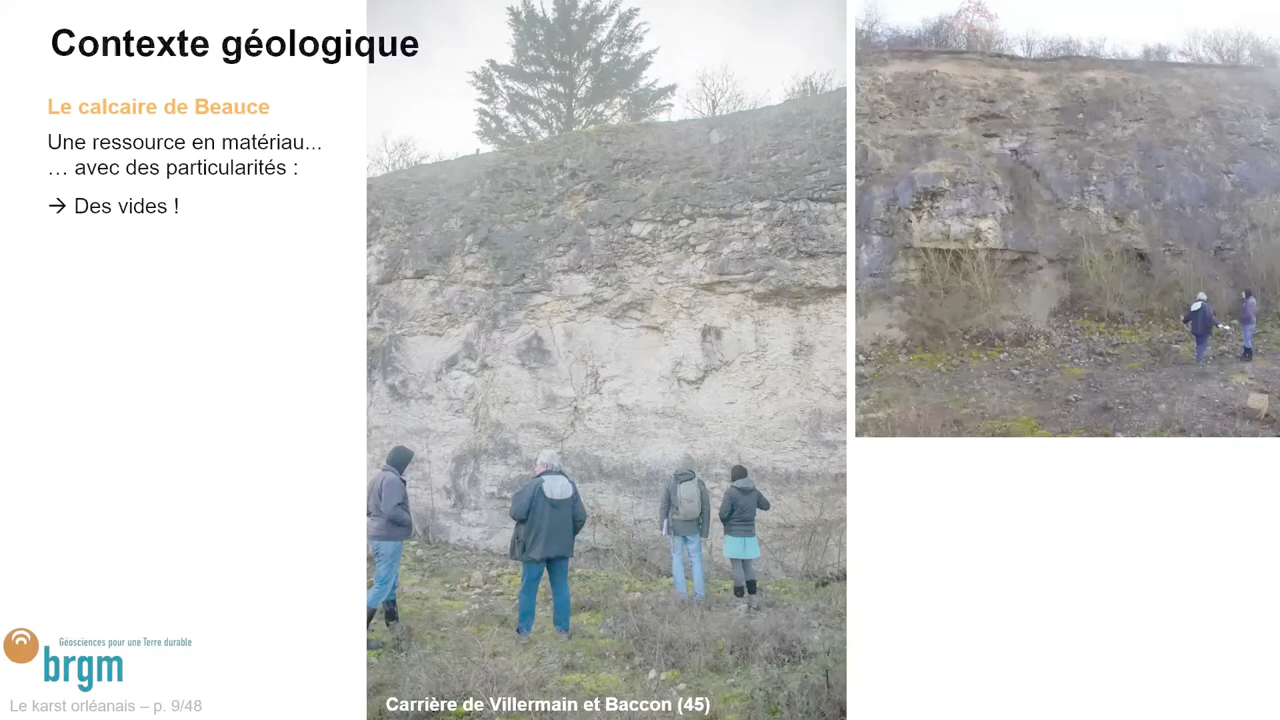 Contexte géologique
Le calcaire de Beauce
Une ressource en matériau...
… avec des particularités :
→ Des vides !
Géosciences pour une Terre durable
brgm
Le karst orléanais – p. 9/48
Carrière de Villermain et Baccon (45)